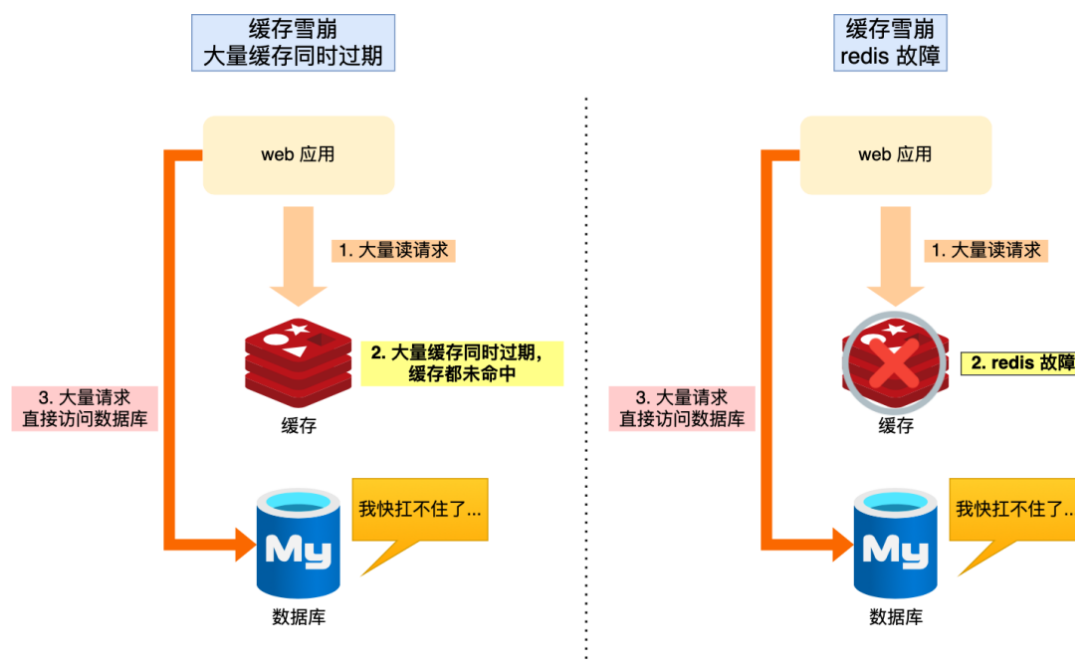 缓存雪崩
大量缓存同时过期
web 应用
1. 大量读请求
2. 大量缓存同时过期，
缓存都未命中
缓存
3. 大量请求
直接访问数据库
我快扛不住了...
My
数据库
缓存雪崩
redis 故障
web 应用
1. 大量读请求
2. redis 故障
缓存
3. 大量请求
直接访问数据库
我快扛不住了...
My
数据库